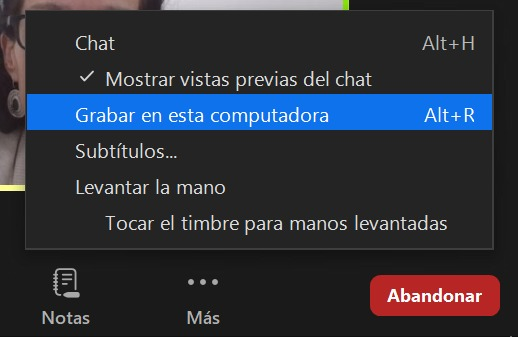 Chat Alt+H
Mostrar vistas previas del chat
Grabar en esta computadora Alt+R
Subtítulos...
Levantar la mano
Tocar el timbre para manos levantadas
Notas Más Abandonar